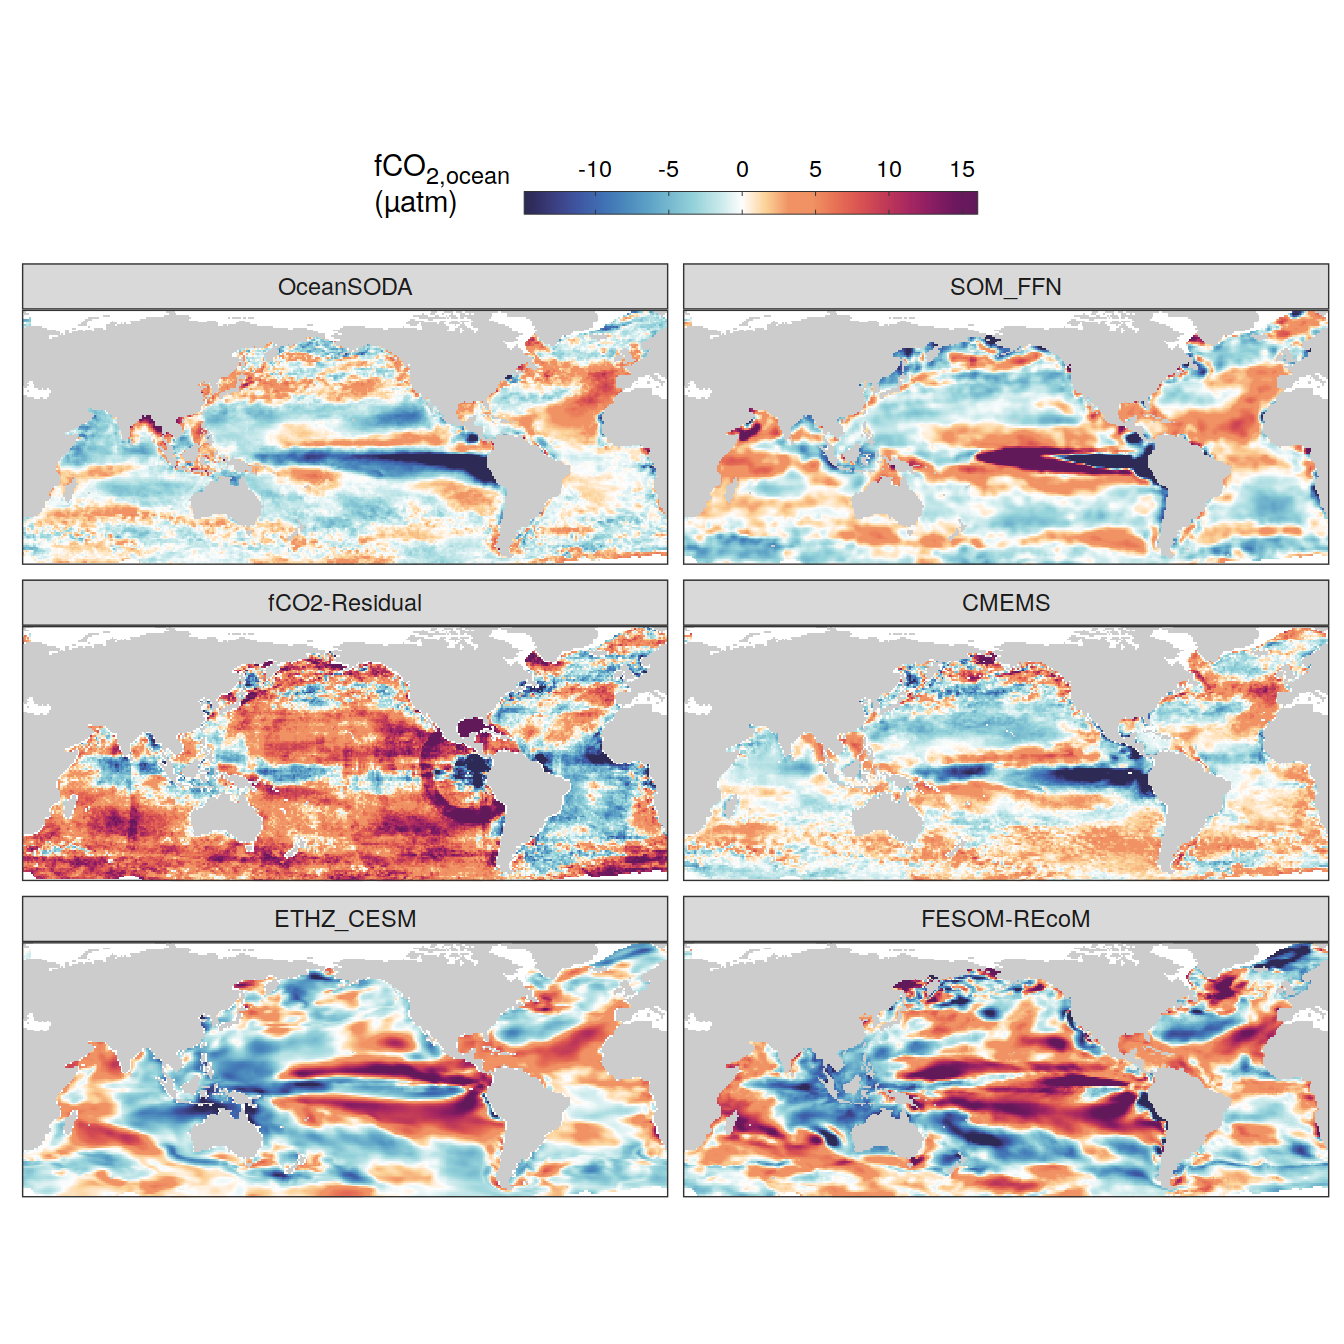 fCO2,ocean
(µatm)
-10 -5 0 5 10 15
OceanSODA
SOM_FFN
fCO2-Residual
CMEMS
ETHZ_CESM
FESOM-REcoM